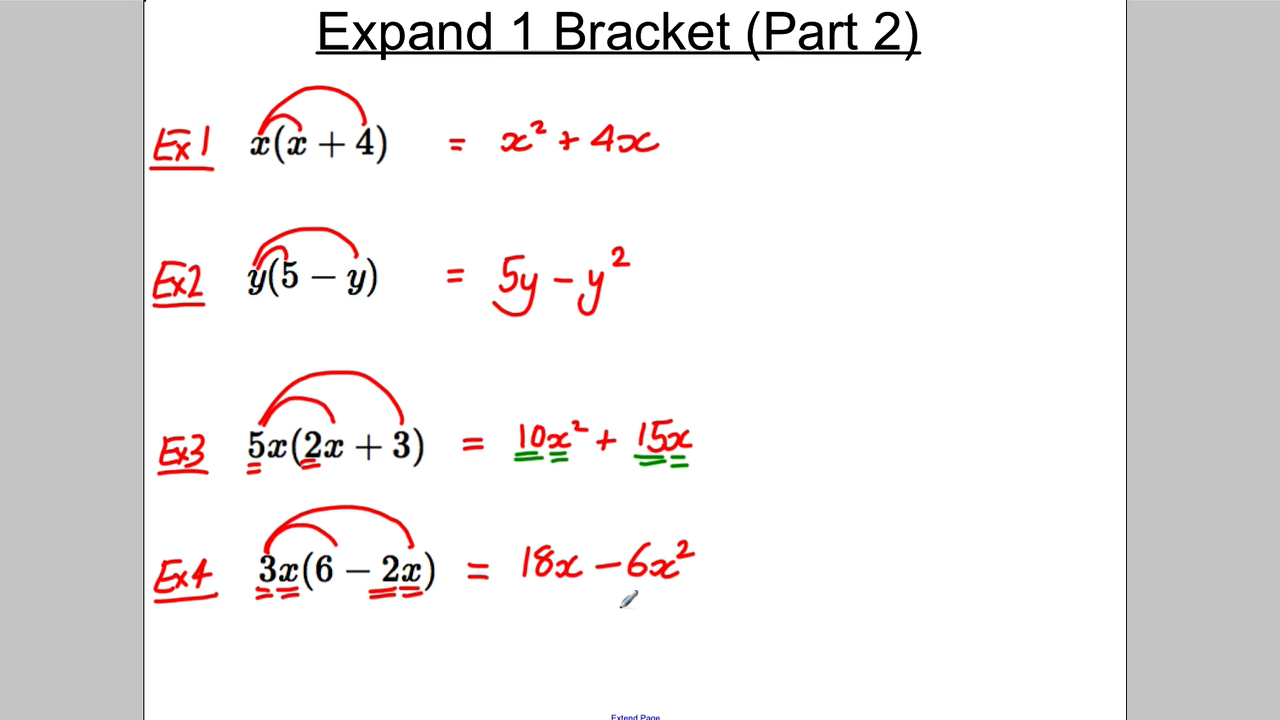 Expand 1 Bracket (Part 2)
Ex1 x(x + 4) = x² + 4x
Ex2 y(5 − y) = 5y − y²
Ex3 5x(2x + 3) = 10x² + 15x
Ex4 3x(6 − 2x) = 18x − 6x²
Extend Page